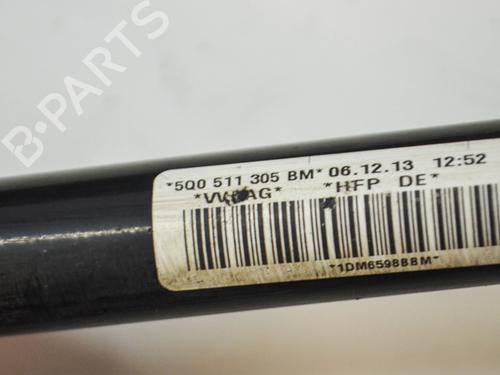 B-PARTS
*5Q0 511 305 BM* 06.12.13 12:52
*VW AG* *HFP DE*
*1DM6598BBM*